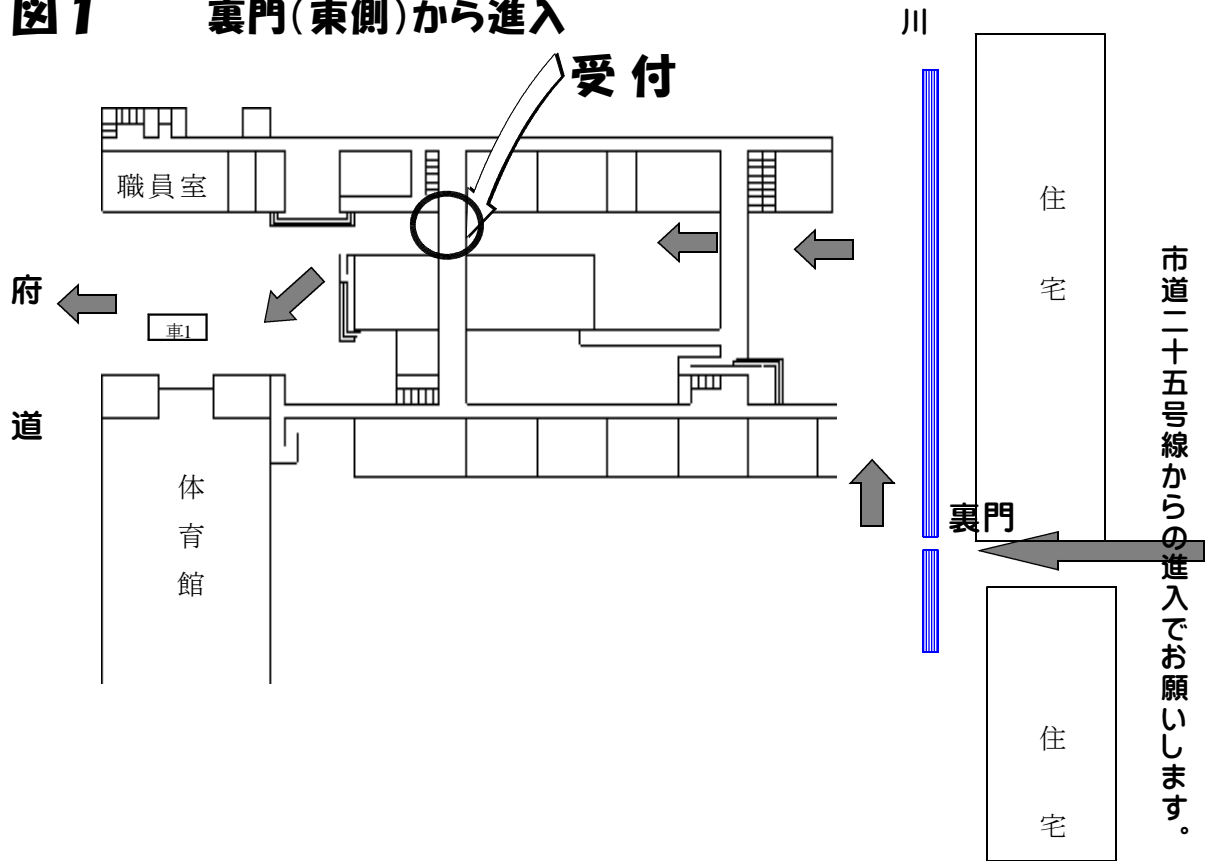 図１　裏門（東側）から進入
川
受付
職員室
住宅
府道
車1
体育館
裏門
住宅
市道二十五号線からの進入でお願いします。